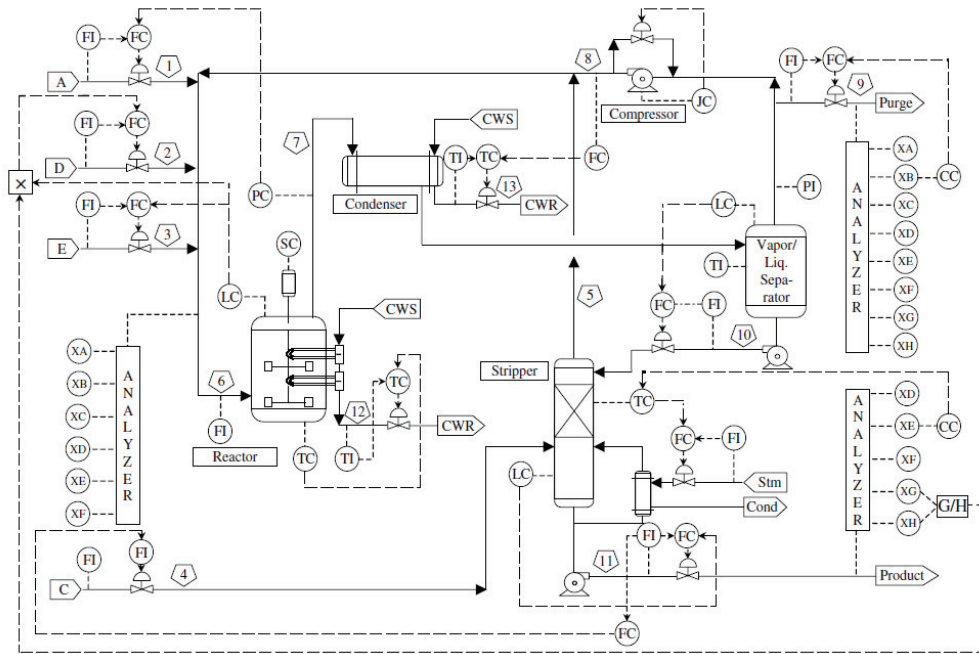 FI
FC
1
A
8
Compressor
JC
FI
FC
9
Purge
FI
FC
2
D
CWS
7
TI
TC
FC
13
CWR
Condenser
PC
×
FI
FC
3
E
LC
PI
Vapor/
Liq.
Sepa-
rator
TI
FC
FI
10
ANALYZER
XA
XB
XC
XD
XE
XF
XG
XH
CC
SC
LC
CWS
5
Stripper
6
FI
Reactor
TC
12
TI
TC
CWR
XA
XB
XC
XD
XE
XF
ANALYZER
TC
FC
FI
Stm
Cond
LC
ANALYZER
XD
XE
XF
XG
XH
CC
G/H
FI
FI
4
C
FI
FC
11
Product
FC